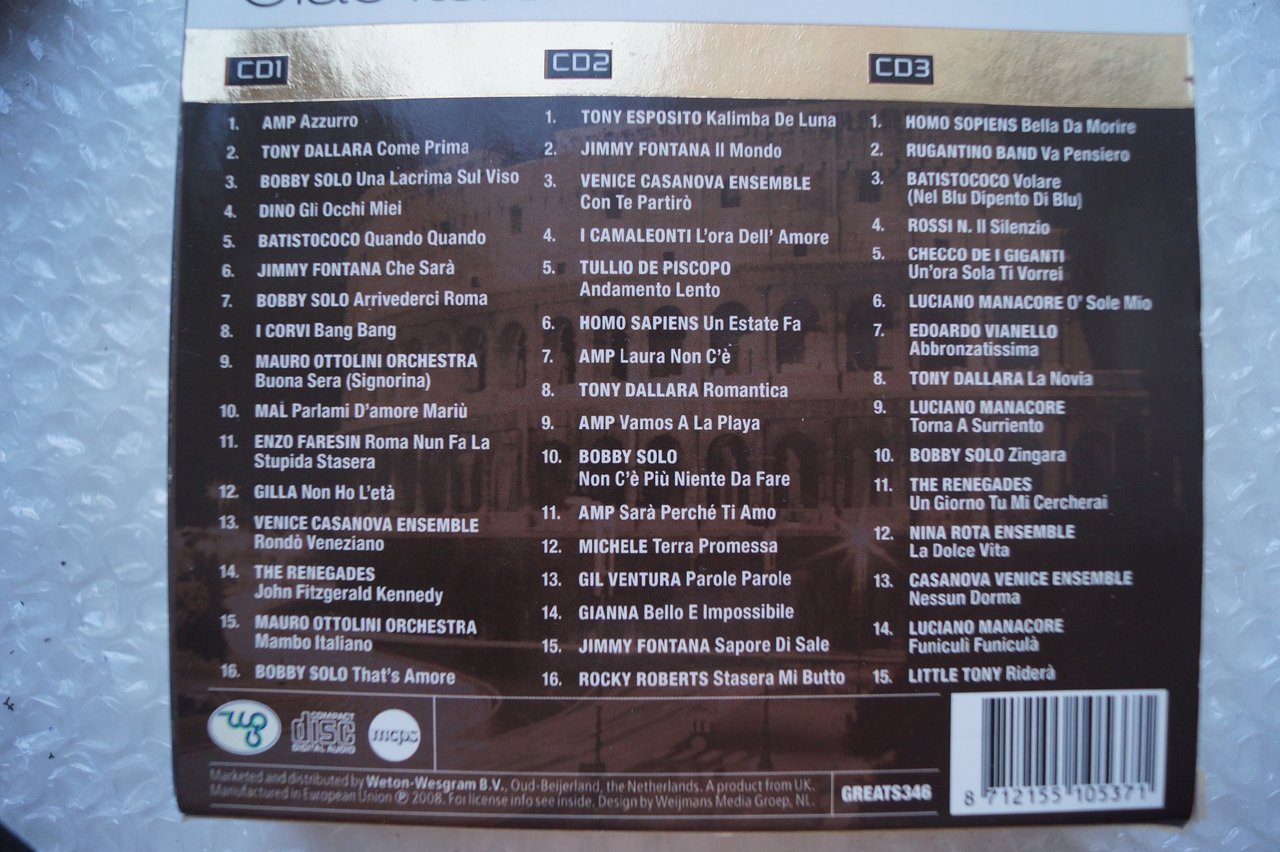 CD1
1. AMP Azzurro
2. TONY DALLARA Come Prima
3. BOBBY SOLO Una Lacrima Sul Viso
4. DINO Gli Occhi Miei
5. BATISTOCOCO Quando Quando
6. JIMMY FONTANA Che Sarà
7. BOBBY SOLO Arrivederci Roma
8. I CORVI Bang Bang
9. MAURO OTTOLINI ORCHESTRA
Buona Sera (Signorina)
10. MAL Parlami D'amore Mariù
11. ENZO FARESIN Roma Nun Fa La
Stupida Stasera
12. GILLA Non Ho L'età
13. VENICE CASANOVA ENSEMBLE
Rondò Veneziano
14. THE RENEGADES
John Fitzgerald Kennedy
15. MAURO OTTOLINI ORCHESTRA
Mambo Italiano
16. BOBBY SOLO That's Amore
CD2
1. TONY ESPOSITO Kalimba De Luna
2. JIMMY FONTANA Il Mondo
3. VENICE CASANOVA ENSEMBLE
Con Te Partirò
4. I CAMALEONTI L'ora Dell' Amore
5. TULLIO DE PISCOPO
Andamento Lento
6. HOMO SAPIENS Un Estate Fa
7. AMP Laura Non C'è
8. TONY DALLARA Romantica
9. AMP Vamos A La Playa
10. BOBBY SOLO
Non C'è Più Niente Da Fare
11. AMP Sarà Perché Ti Amo
12. MICHELE Terra Promessa
13. GIL VENTURA Parole Parole
14. GIANNA Bello E Impossibile
15. JIMMY FONTANA Sapore Di Sale
16. ROCKY ROBERTS Stasera Mi Butto
CD3
1. HOMO SOPIENS Bella Da Morire
2. RUGANTINO BAND Va Pensiero
3. BATISTOCOCO Volare
(Nel Blu Dipento Di Blu)
4. ROSSI N. Il Silenzio
5. CHECCO DE I GIGANTI
Un'ora Sola Ti Vorrei
6. LUCIANO MANACORE O' Sole Mio
7. EDOARDO VIANELLO
Abbronzatissima
8. TONY DALLARA La Novia
9. LUCIANO MANACORE
Torna A Surriento
10. BOBBY SOLO Zingara
11. THE RENEGADES
Un Giorno Tu Mi Cercherai
12. NINA ROTA ENSEMBLE
La Dolce Vita
13. CASANOVA VENICE ENSEMBLE
Nessun Dorma
14. LUCIANO MANACORE
Funiculì Funiculà
15. LITTLE TONY Riderà
COMPACT
disc
DIGITAL AUDIO
mcps
Marketed and distributed by Weton-Wesgram B.V., Oud-Beijerland, the Netherlands. A product from UK.
Manufactured in European Union ℗ 2008. For license info see inside. Design by Weijmans Media Groep, NL.
GREATS346
8 712155 105371